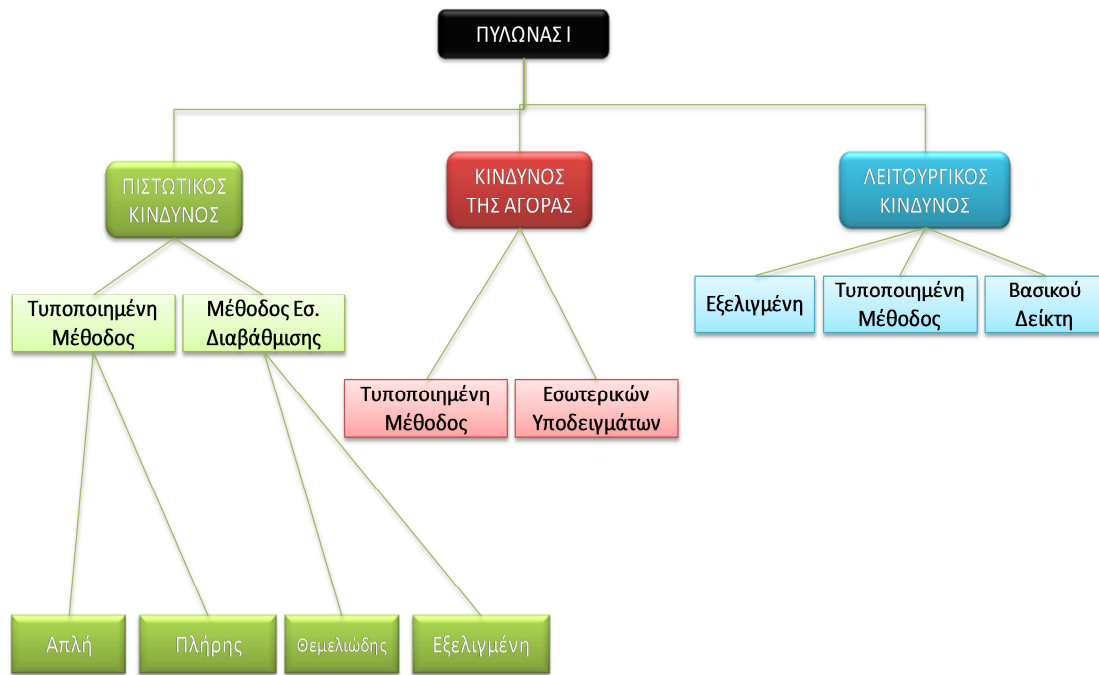 ΠΥΛΩΝΑΣ Ι
ΠΙΣΤΩΤΙΚΟΣ
ΚΙΝΔΥΝΟΣ
ΚΙΝΔΥΝΟΣ
ΤΗΣ ΑΓΟΡΑΣ
ΛΕΙΤΟΥΡΓΙΚΟΣ
ΚΙΝΔΥΝΟΣ
Τυποποιημένη
Μέθοδος
Μέθοδος Εσ.
Διαβάθμισης
Εξελιγμένη
Τυποποιημένη
Μέθοδος
Βασικού
Δείκτη
Τυποποιημένη
Μέθοδος
Εσωτερικών
Υποδειγμάτων
Απλή
Πλήρης
Θεμελιώδης
Εξελιγμένη